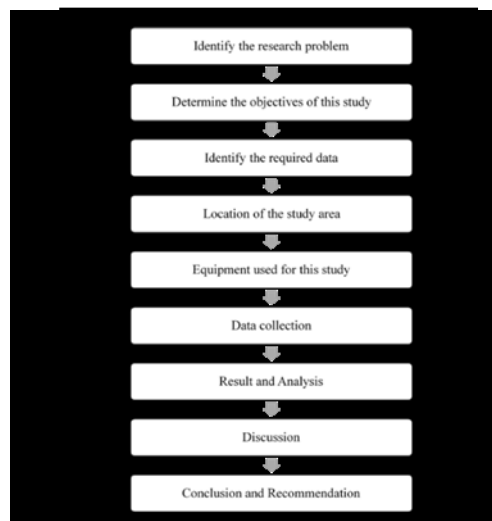 Identify the research problem
Determine the objectives of this study
Identify the required data
Location of the study area
Equipment used for this study
Data collection
Result and Analysis
Discussion
Conclusion and Recommendation